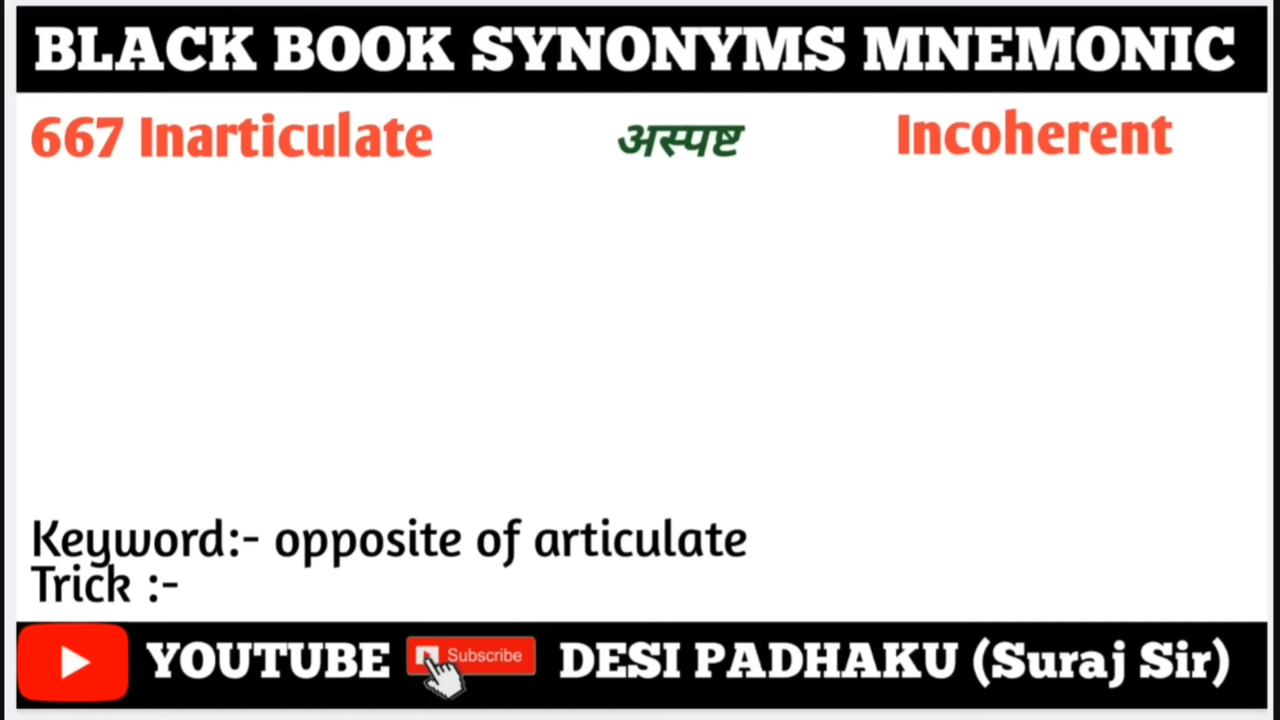 BLACK BOOK SYNONYMS MNEMONIC
667 Inarticulate अस्पष्ट Incoherent
Keyword:- opposite of articulate
Trick :-
YOUTUBE Subscribe DESI PADHAKU (Suraj Sir)